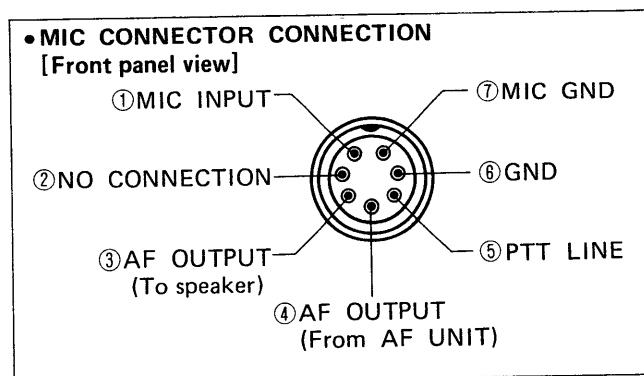 • MIC CONNECTOR CONNECTION
[Front panel view]
①MIC INPUT
②NO CONNECTION
③AF OUTPUT
(To speaker)
④AF OUTPUT
(From AF UNIT)
⑤PTT LINE
⑥GND
⑦MIC GND